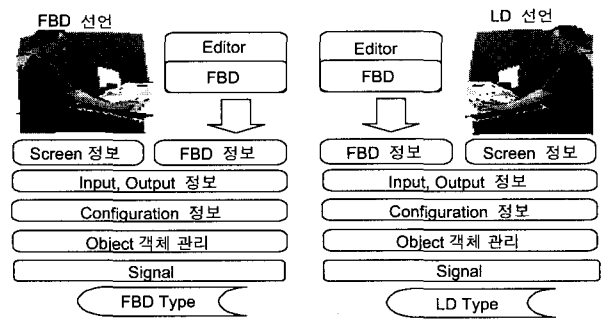 FBD 선언
Editor
FBD
Screen 정보
FBD 정보
Input, Output 정보
Configuration 정보
Object 객체 관리
Signal
FBD Type
LD 선언
Editor
FBD
FBD 정보
Screen 정보
Input, Output 정보
Configuration 정보
Object 객체 관리
Signal
LD Type